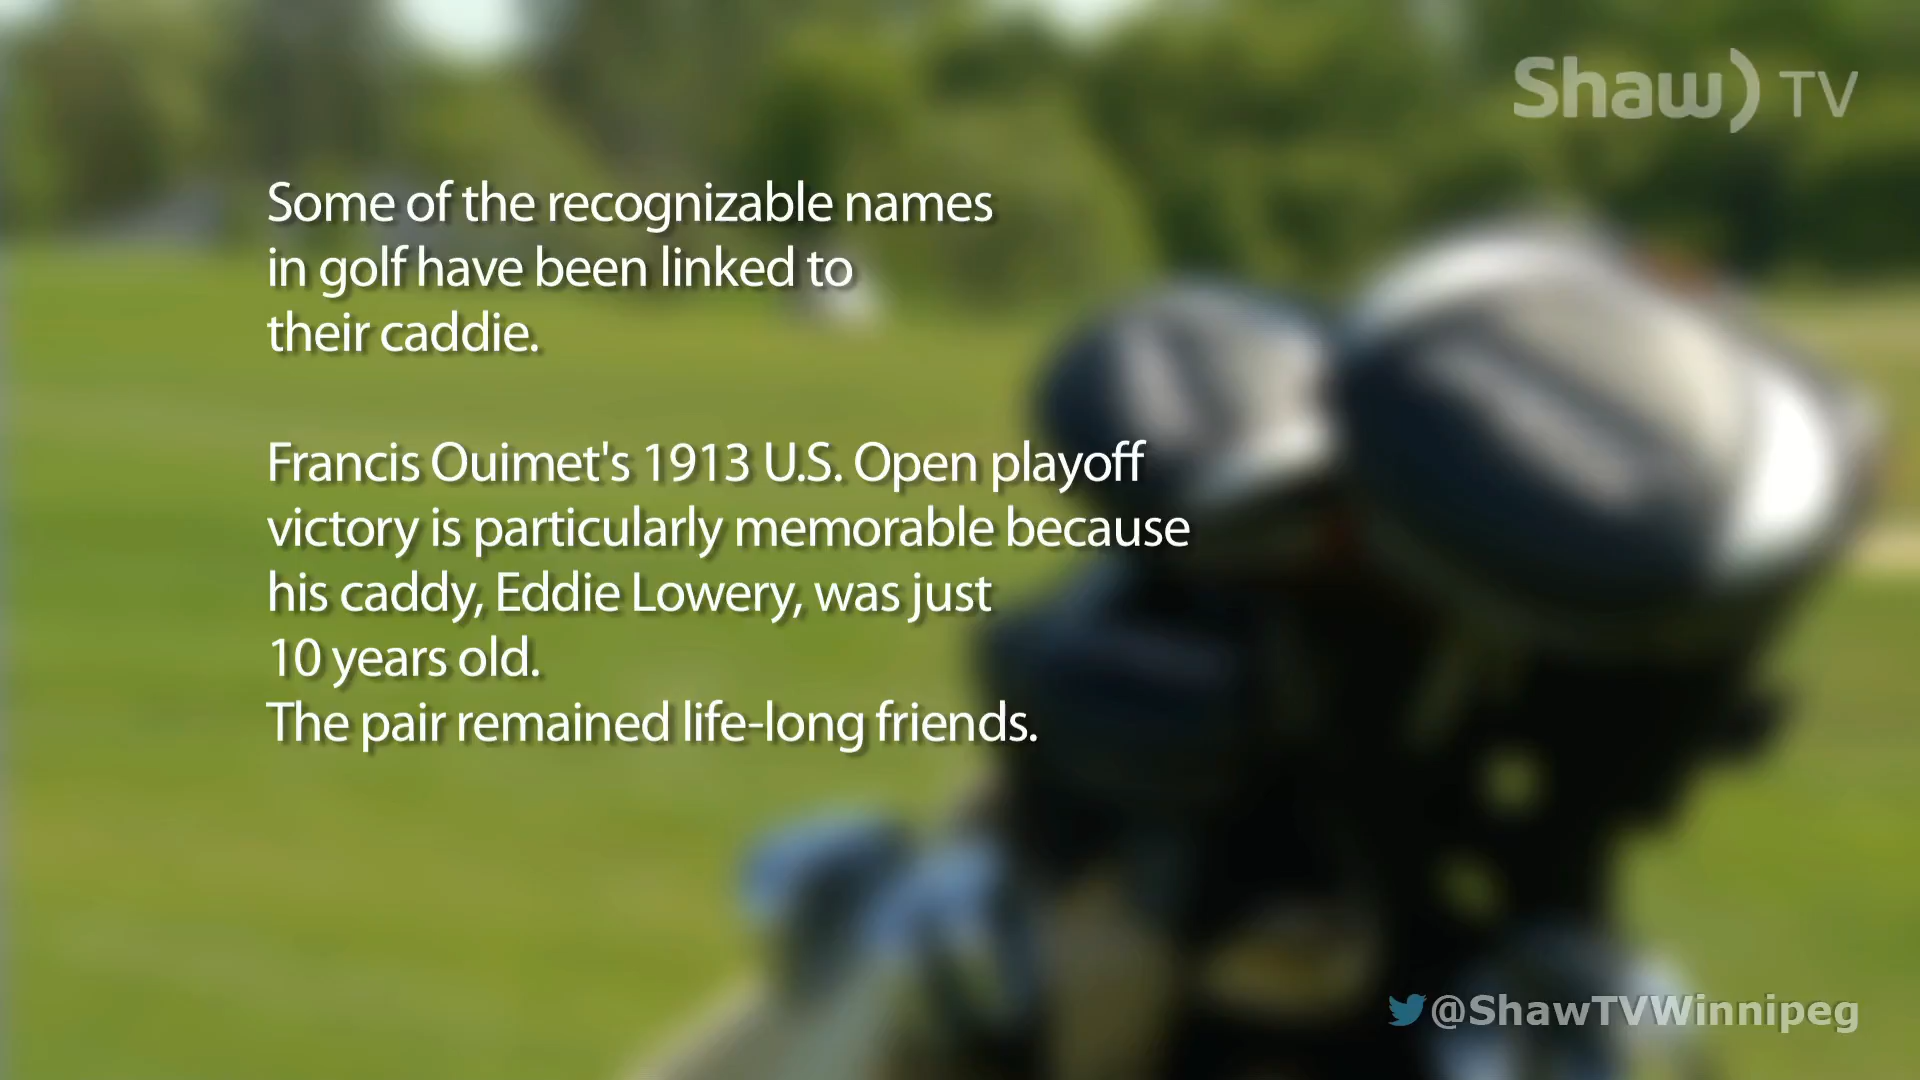 Shaw) TV
Some of the recognizable names
in golf have been linked to
their caddie.
Francis Ouimet's 1913 U.S. Open playoff
victory is particularly memorable because
his caddy, Eddie Lowery, was just
10 years old.
The pair remained life-long friends.
@ShawTVWinnipeg